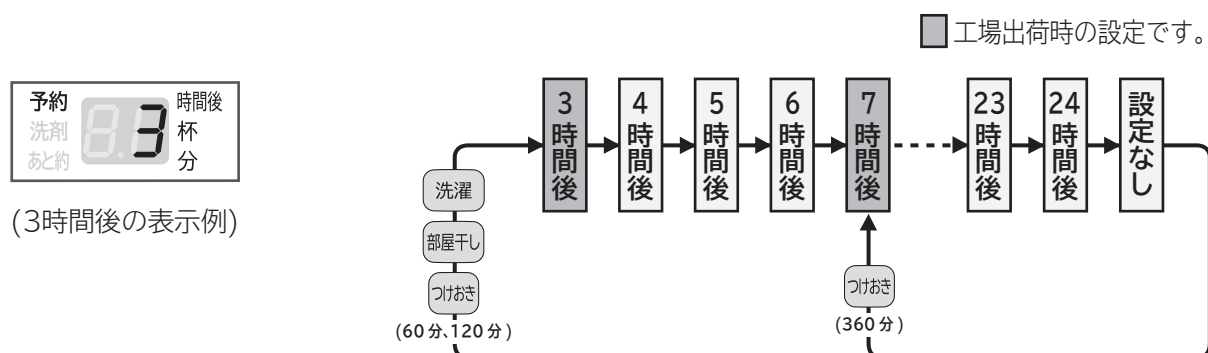 工場出荷時の設定です。
予約
洗剤
あと約
8.3
時間後
杯
分
(3時間後の表示例)
3時間後
4時間後
5時間後
6時間後
7時間後
23時間後
24時間後
設定なし
洗濯
部屋干し
つけおき
(60分、120分)
つけおき
(360分)